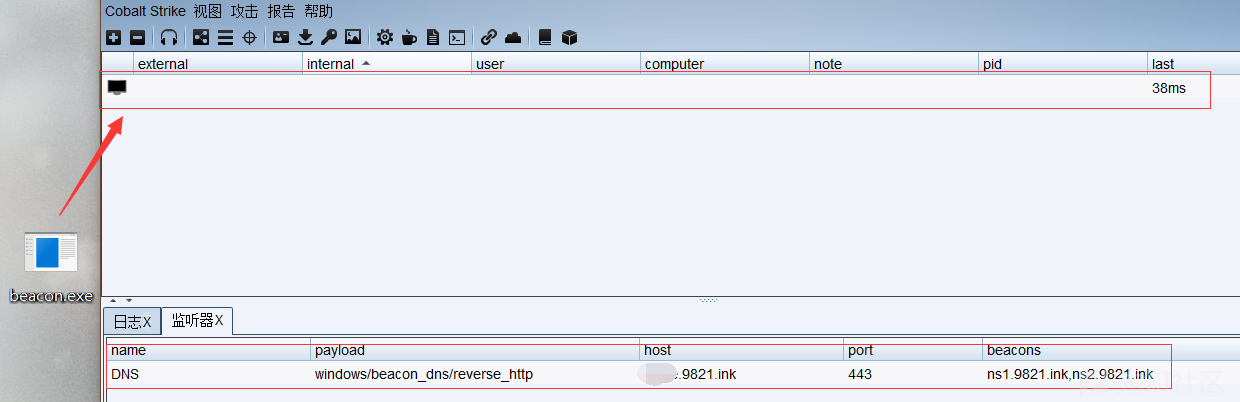 Cobalt Strike 视图 攻击 报告 帮助
external internal user computer note pid last
38ms
beacon.exe
日志X 监听器X
name payload host port beacons
DNS windows/beacon_dns/reverse_http .9821.ink 443 ns1.9821.ink,ns2.9821.ink